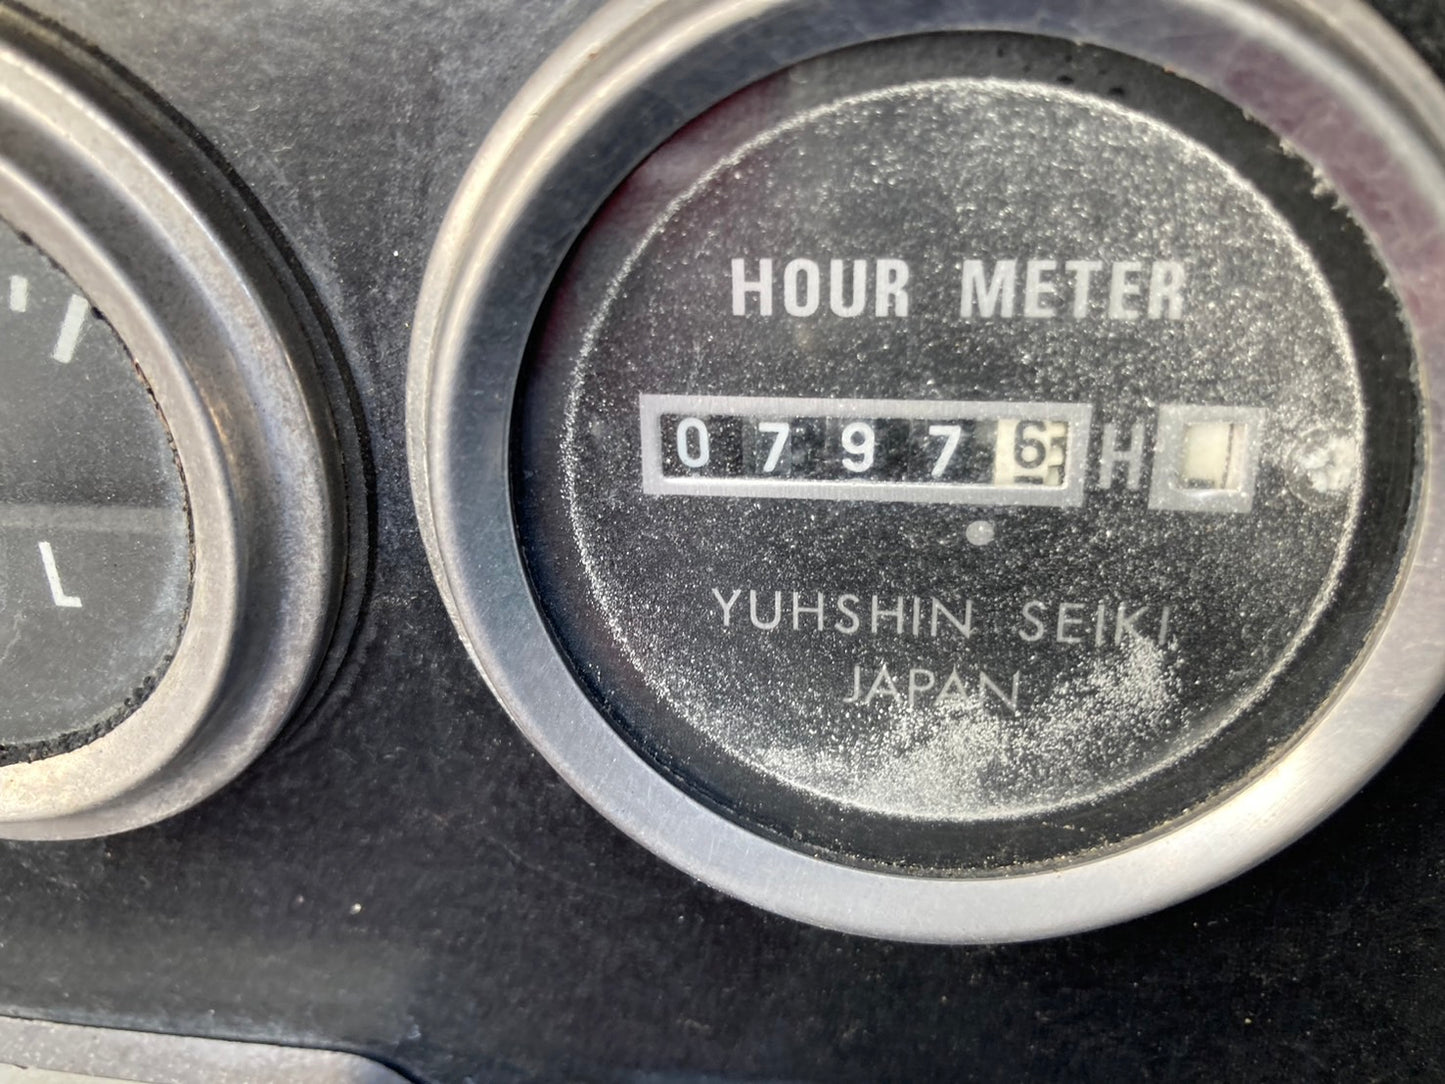 HOUR METER
07976 H
YUHSHIN SEIKI
JAPAN
L